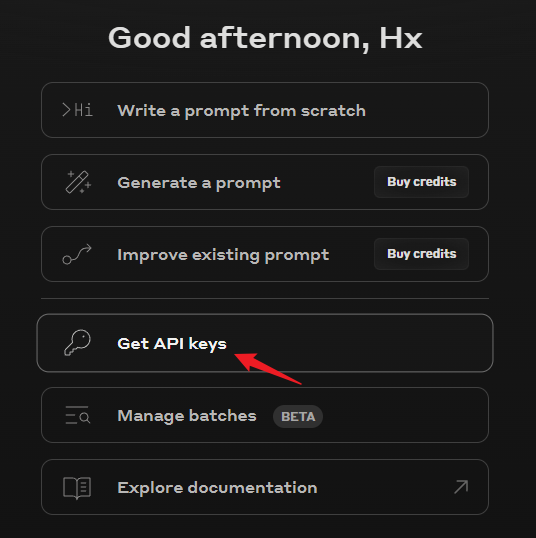 Good afternoon, Hx
>Hi Write a prompt from scratch
Generate a prompt Buy credits
Improve existing prompt Buy credits
Get API keys
Manage batches BETA
Explore documentation